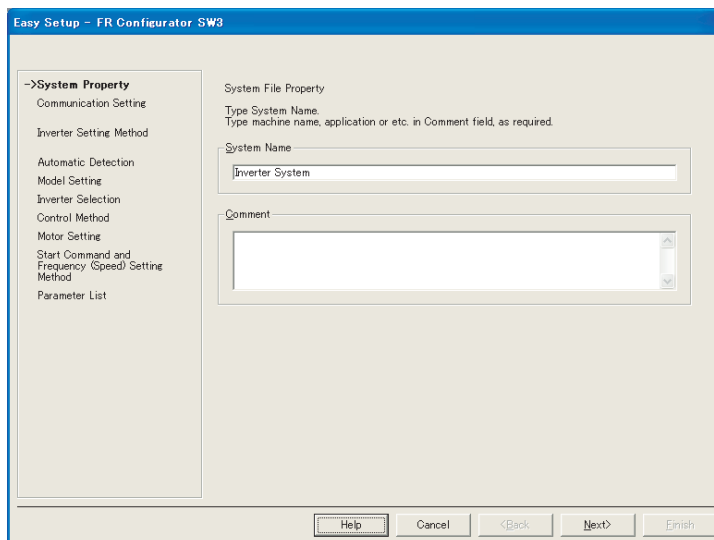 Easy Setup - FR Configurator SW3
->System Property
Communication Setting
Inverter Setting Method
Automatic Detection
Model Setting
Inverter Selection
Control Method
Motor Setting
Start Command and
Frequency (Speed) Setting
Method
Parameter List
System File Property
Type System Name.
Type machine name, application or etc. in Comment field, as required.
System Name
Inverter System
Comment
Help
Cancel
<Back
Next>
Finish